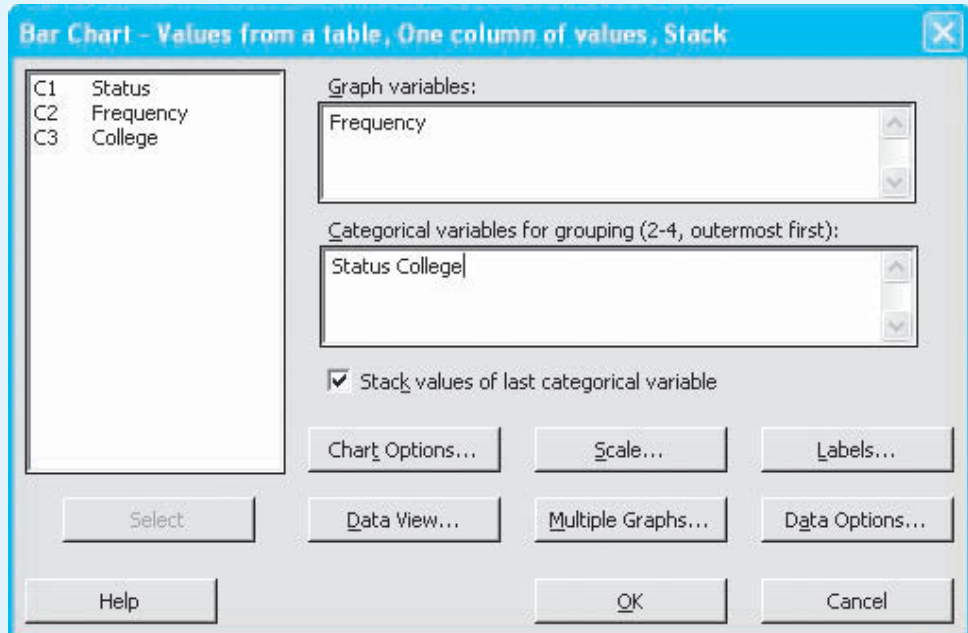 Bar Chart - Values from a table, One column of values, Stack
C1 Status
C2 Frequency
C3 College
Graph variables:
Frequency
Categorical variables for grouping (2-4, outermost first):
Status College
Stack values of last categorical variable
Chart Options...
Scale...
Labels...
Select
Data View...
Multiple Graphs...
Data Options...
Help
OK
Cancel